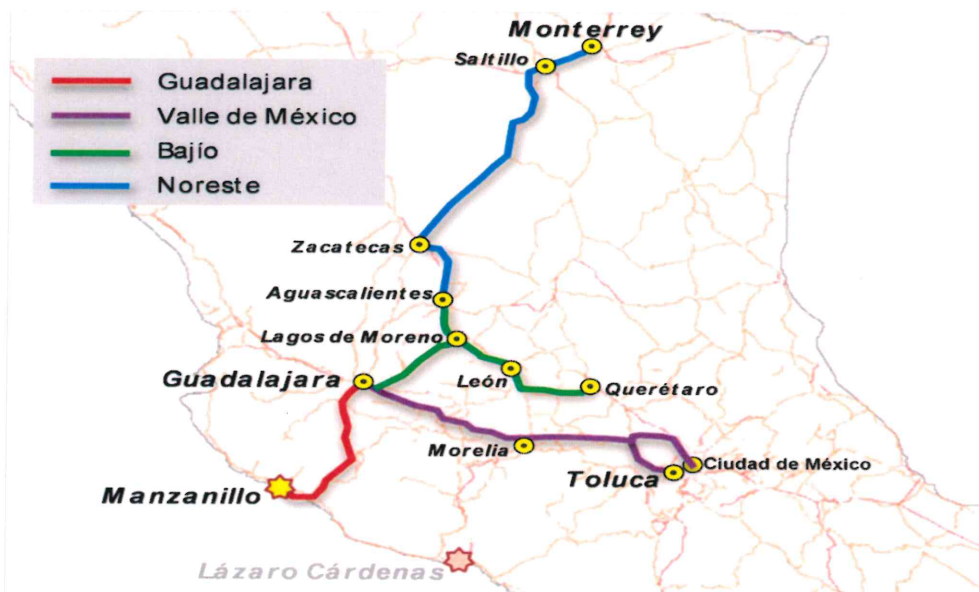 Monterrey
Saltillo
Guadalajara
Valle de México
Bajío
Noreste
Zacatecas
Aguascalientes
Lagos de Moreno
Guadalajara
León
Querétaro
Morelia
Ciudad de México
Toluca
Manzanillo
Lázaro Cárdenas